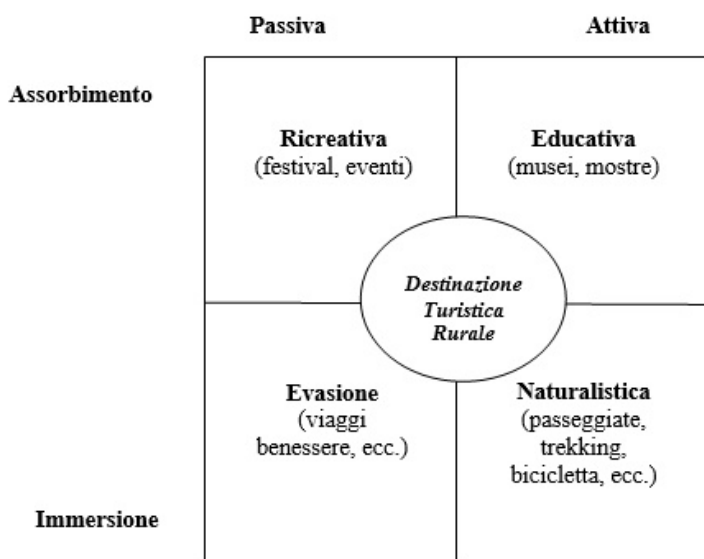 Passiva
Attiva
Assorbimento
Ricreativa
(festival, eventi)
Educativa
(musei, mostre)
Destinazione
Turistica
Rurale
Evasione
(viaggi
benessere, ecc.)
Naturalistica
(passeggiate,
trekking,
bicicletta, ecc.)
Immersione